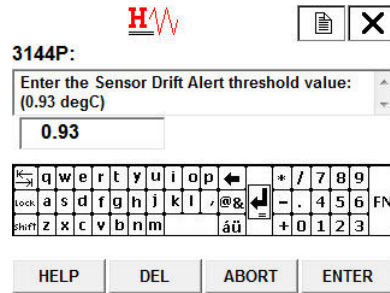 H
3144P:
Enter the Sensor Drift Alert threshold value:
(0.93 degC)
0.93
q w e r t y u i o p * / 7 8 9
Lock a s d f g h j k l , @& - . 4 5 6 FN
Shift z x c v b n m áü + 0 1 2 3
HELP DEL ABORT ENTER